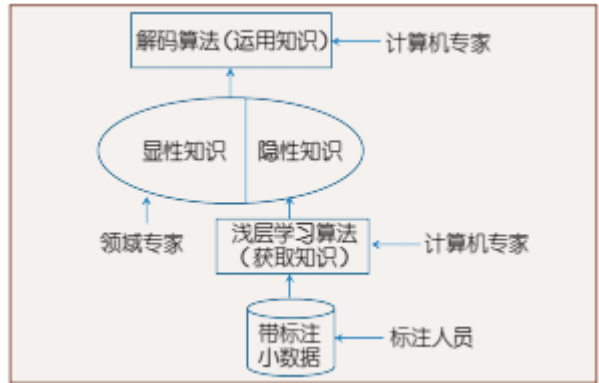 解码算法（运用知识）
计算机专家
显性知识
隐性知识
领域专家
浅层学习算法
（获取知识）
计算机专家
带标注
小数据
标注人员